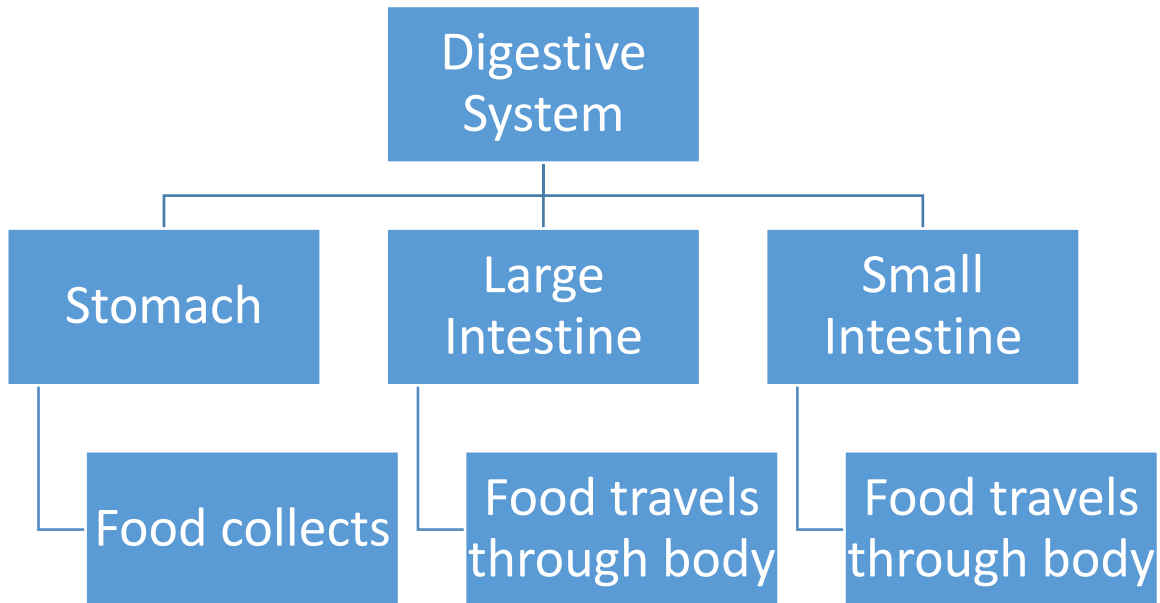 Digestive
System
Stomach
Large
Intestine
Small
Intestine
Food collects
Food travels
through body
Food travels
through body